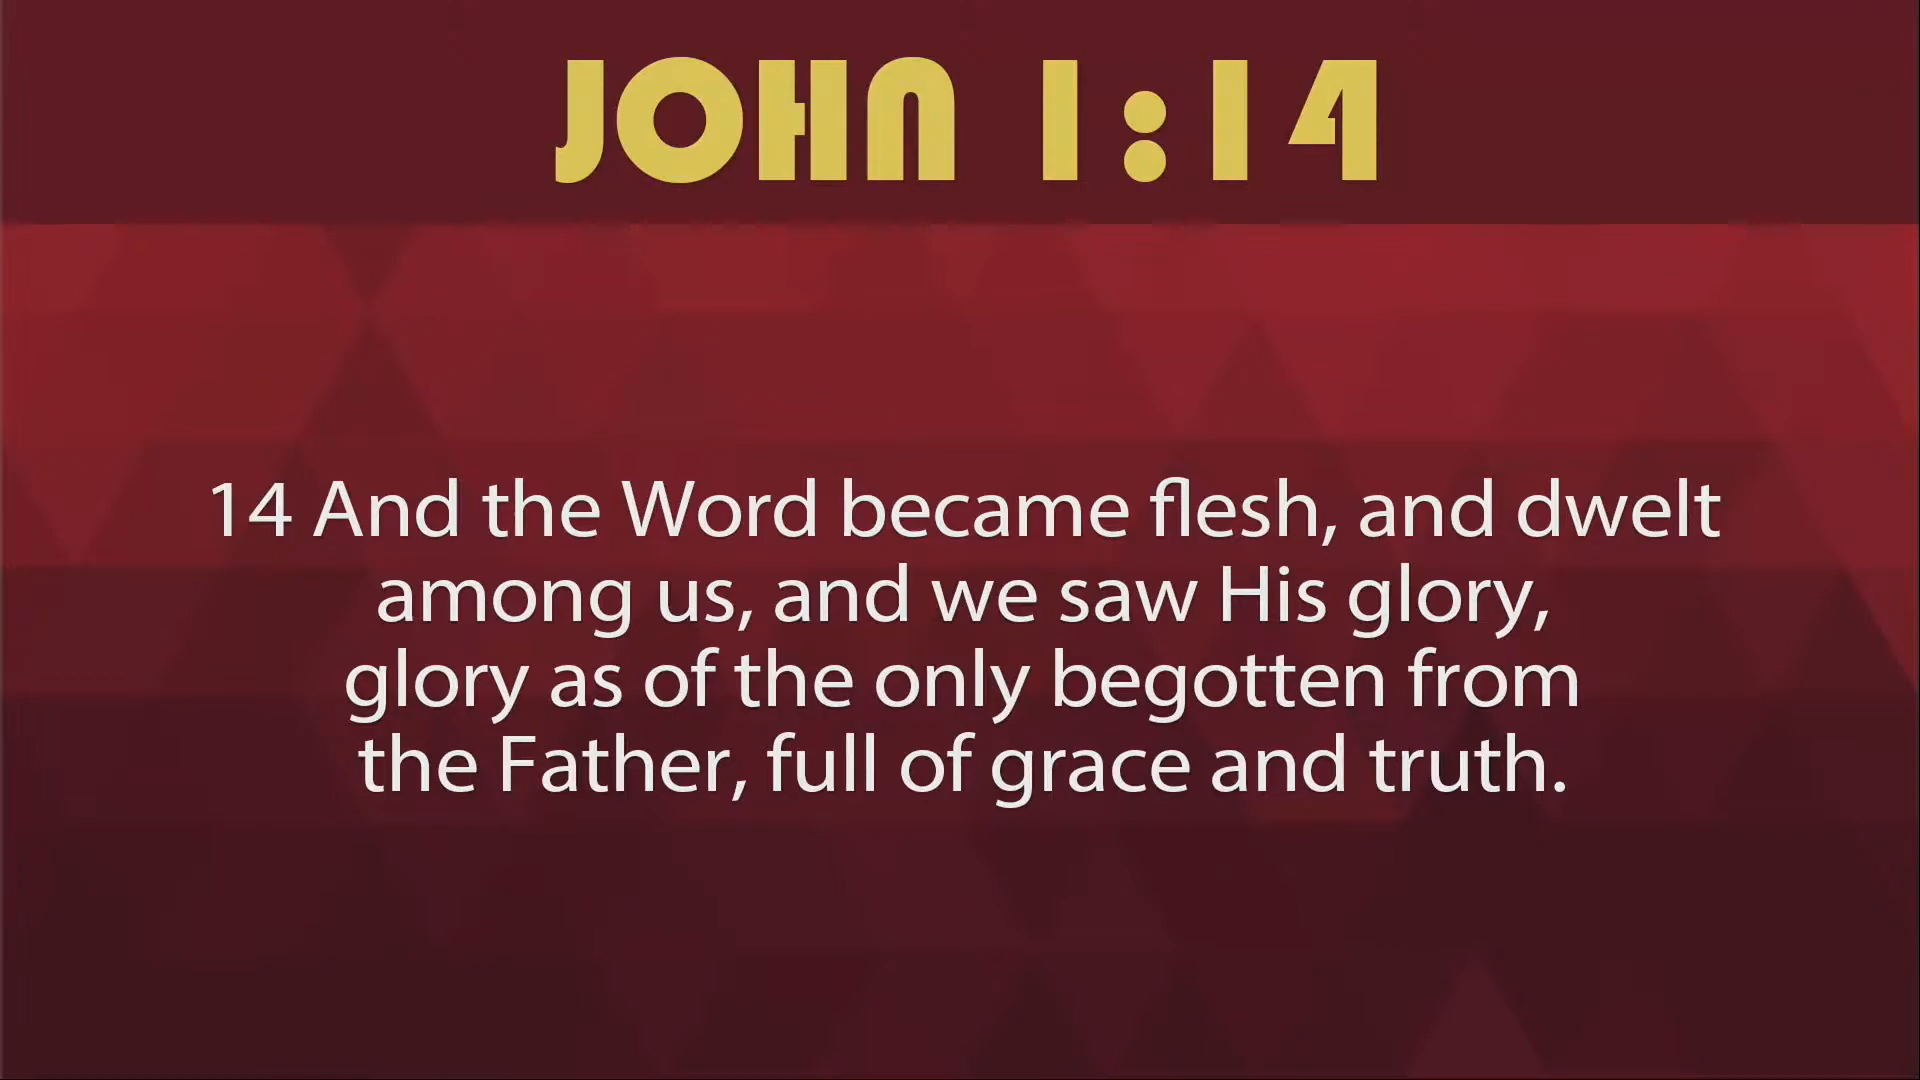 JOHN 1:14
14 And the Word became flesh, and dwelt
among us, and we saw His glory,
glory as of the only begotten from
the Father, full of grace and truth.